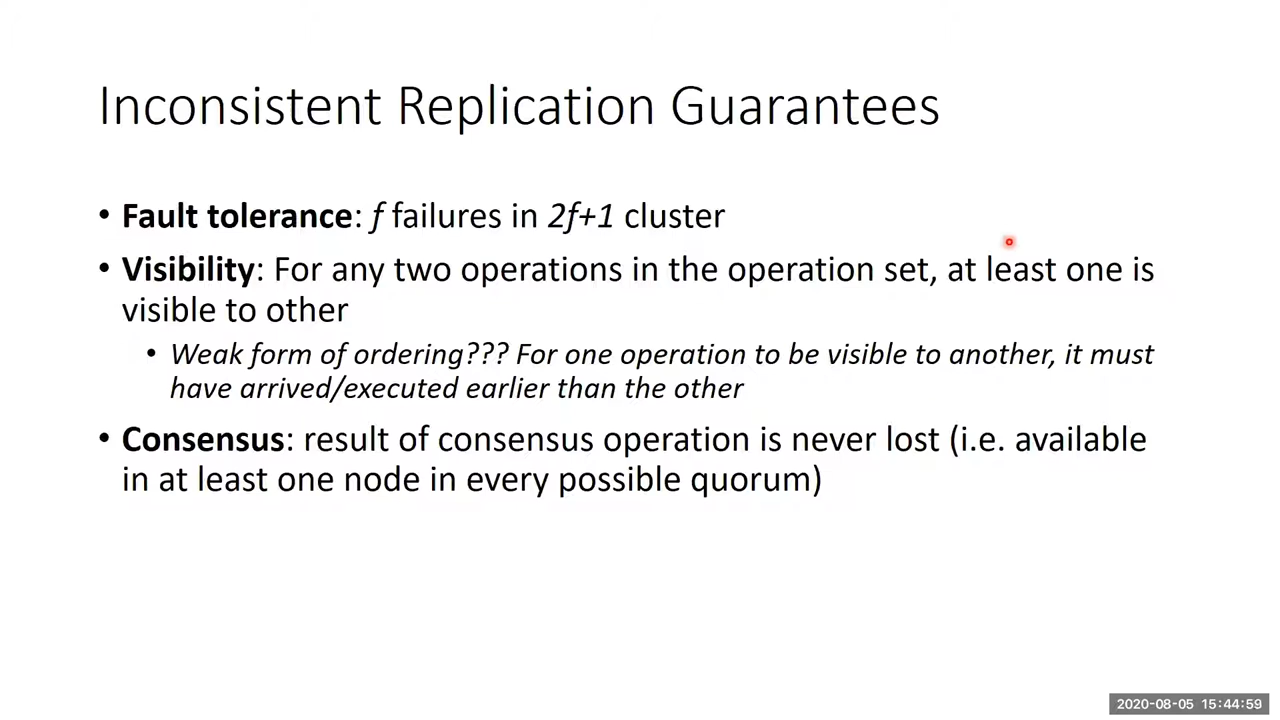 Inconsistent Replication Guarantees
• Fault tolerance: f failures in 2f+1 cluster
• Visibility: For any two operations in the operation set, at least one is
visible to other
• Weak form of ordering??? For one operation to be visible to another, it must
have arrived/executed earlier than the other
• Consensus: result of consensus operation is never lost (i.e. available
in at least one node in every possible quorum)
2020-08-05 15:44:59